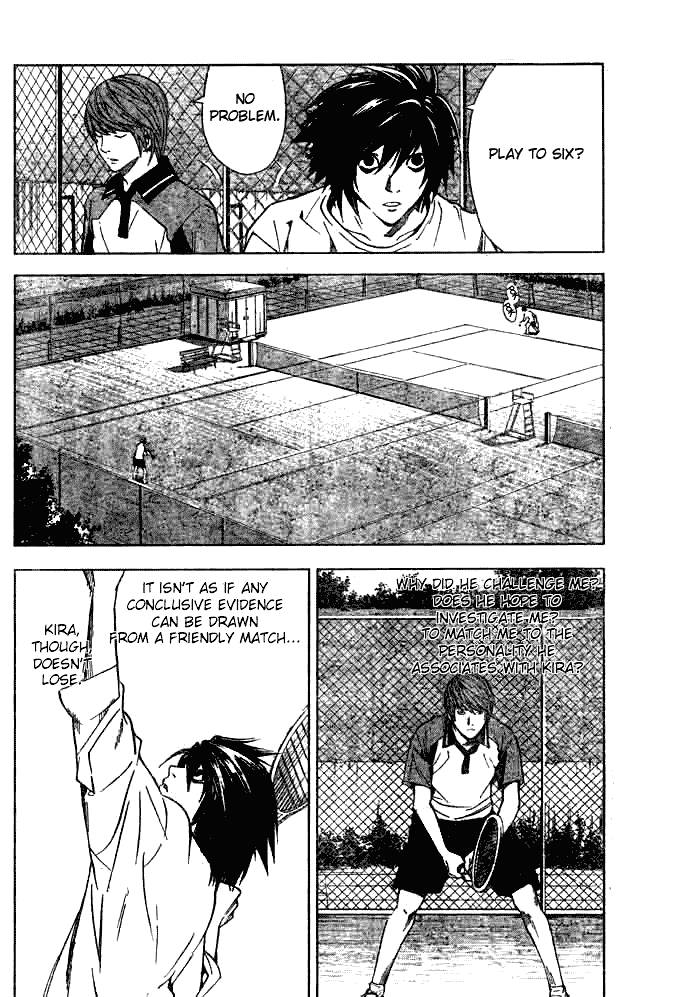 PLAY TO SIX?
NO
PROBLEM.
WHY DID HE CHALLENGE ME?
DOES HE HOPE TO
INVESTIGATE ME?
TO MATCH ME TO THE
PERSONALITY HE
ASSOCIATES WITH KIRA?
IT ISN'T AS IF ANY
CONCLUSIVE EVIDENCE
CAN BE DRAWN
FROM A FRIENDLY MATCH...
KIRA,
THOUGH,
DOESN'T
LOSE.